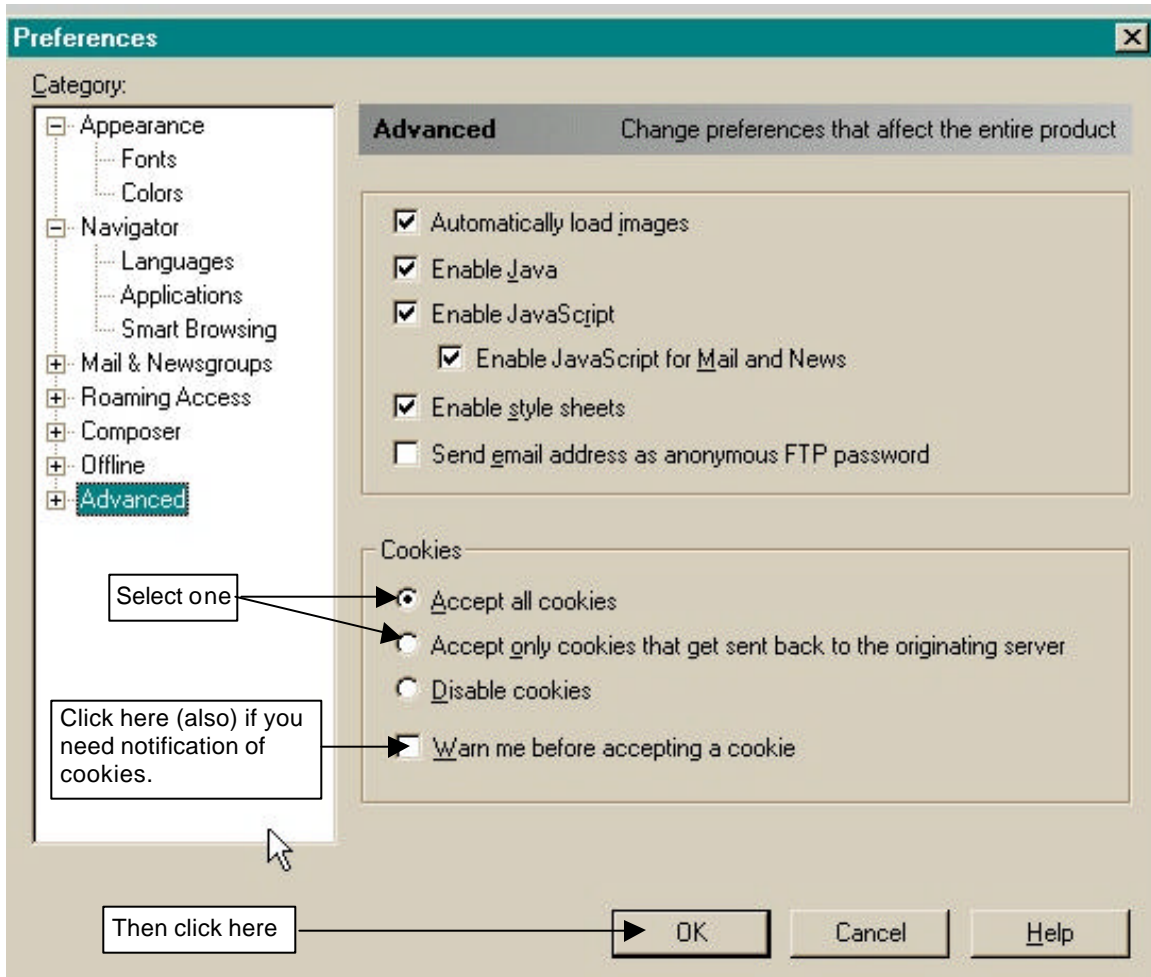 Preferences
Category:
Appearance
Fonts
Colors
Navigator
Languages
Applications
Smart Browsing
Mail & Newsgroups
Roaming Access
Composer
Offline
Advanced
Advanced Change preferences that affect the entire product
Automatically load images
Enable Java
Enable JavaScript
Enable JavaScript for Mail and News
Enable style sheets
Send email address as anonymous FTP password
Cookies
Select one
Accept all cookies
Accept only cookies that get sent back to the originating server
Disable cookies
Click here (also) if you
need notification of
cookies.
Warn me before accepting a cookie
Then click here
OK Cancel Help